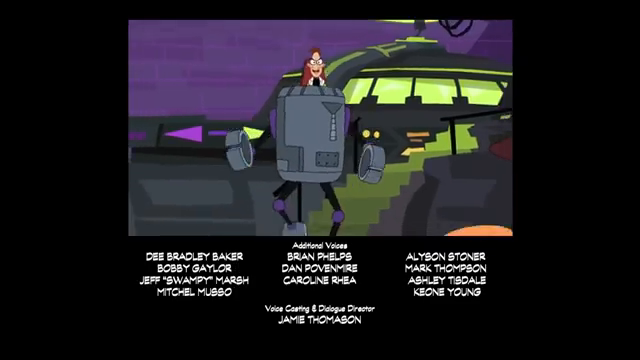 Additional Voices
DEE BRADLEY BAKER BRIAN PHELPS ALYSON STONER
BOBBY GAYLOR DAN POVENMIRE MARK THOMPSON
JEFF "SWAMPY" MARSH CAROLINE RHEA ASHLEY TISDALE
MITCHEL MUSSO KEONE YOUNG
Voice Casting & Dialogue Director
JAMIE THOMASON